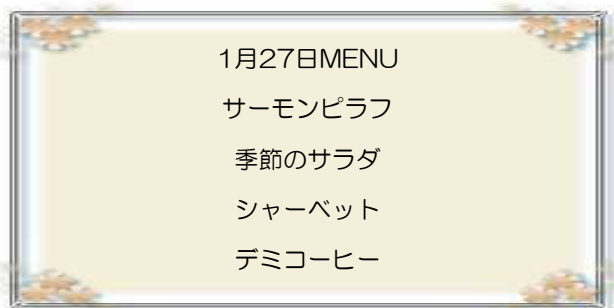 1月27日MENU
サーモンピラフ
季節のサラダ
シャーベット
デミコーヒー